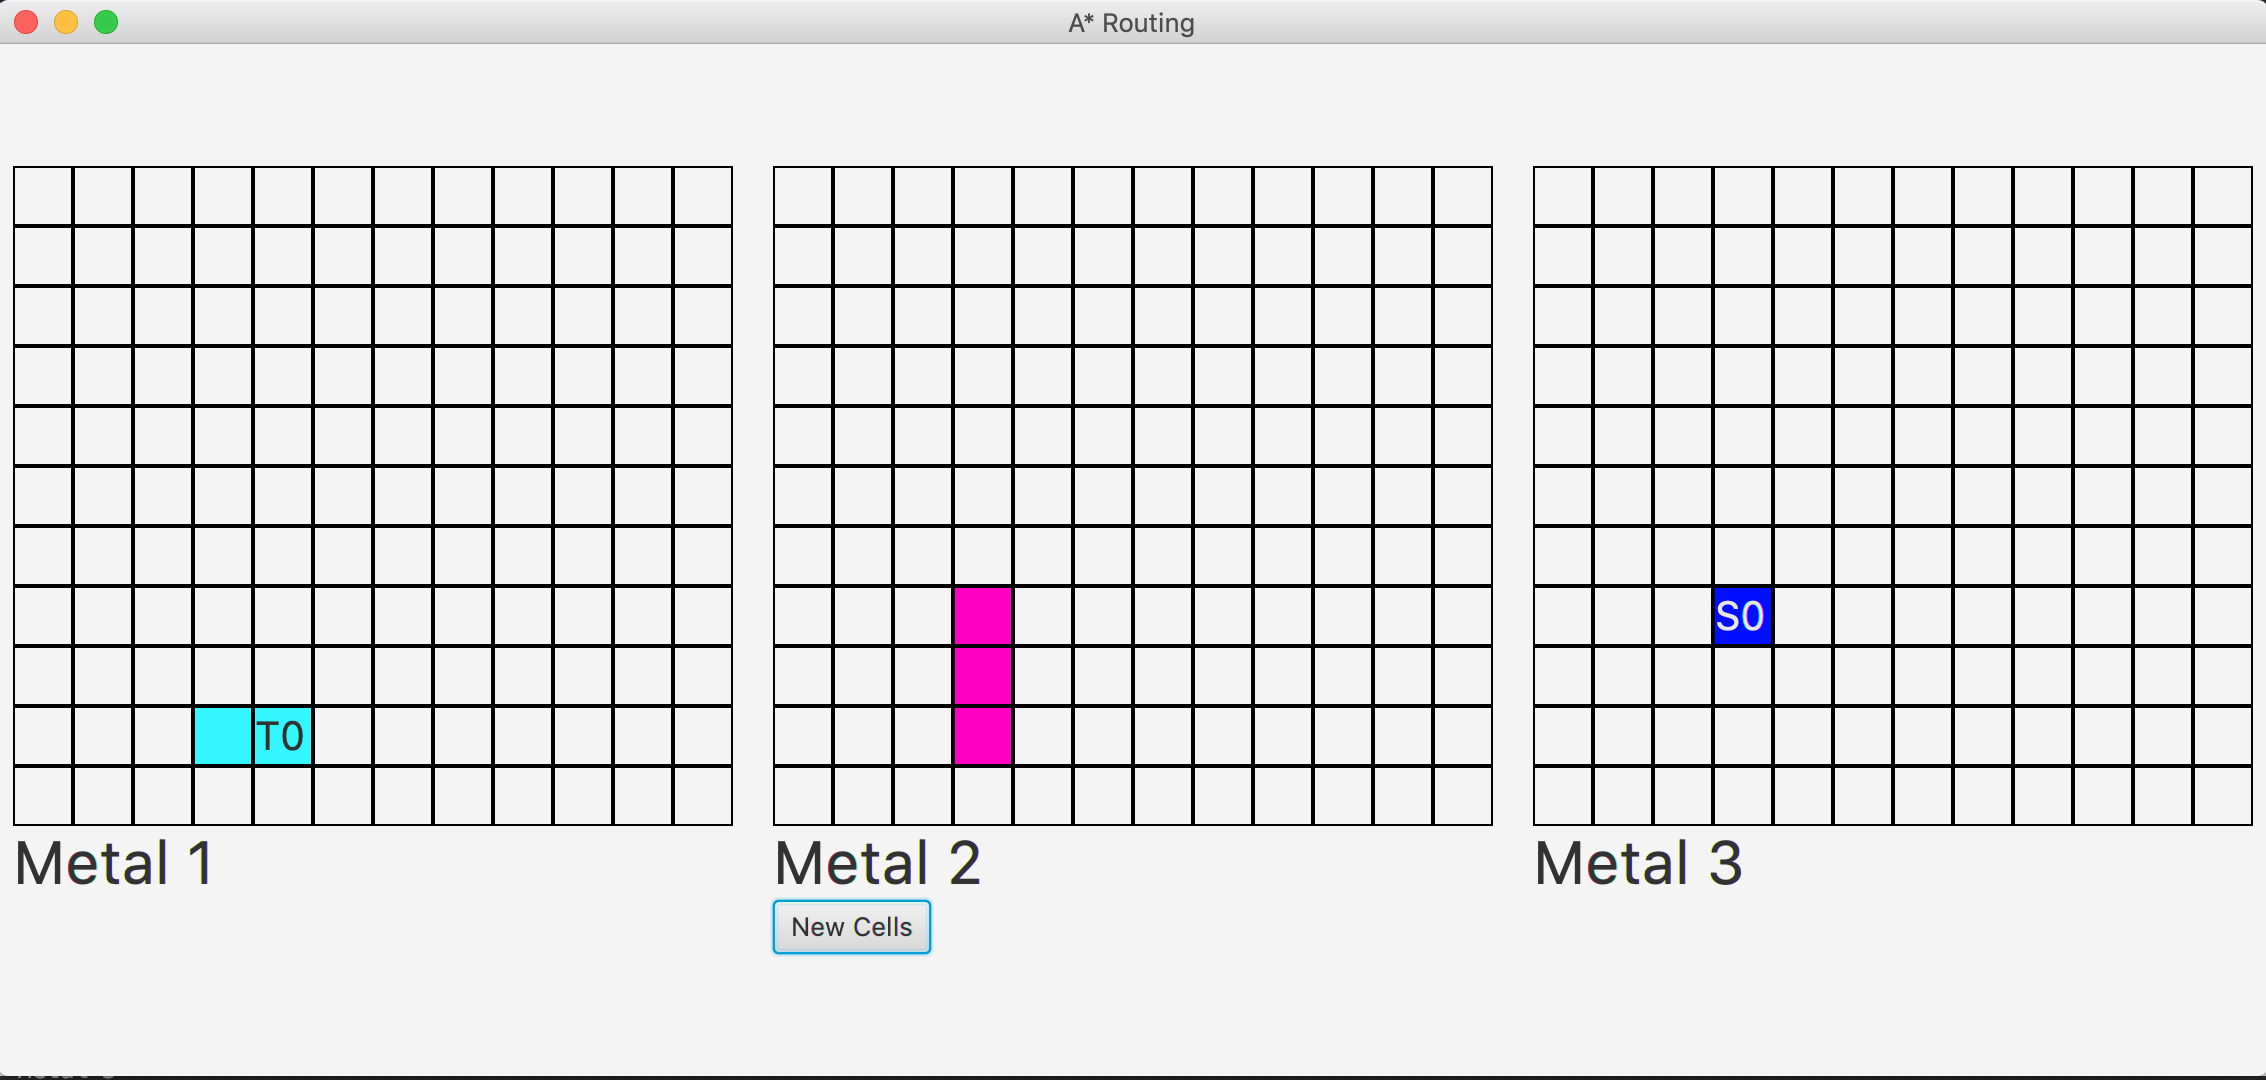 A* Routing
T0
S0
Metal 1
Metal 2
Metal 3
New Cells